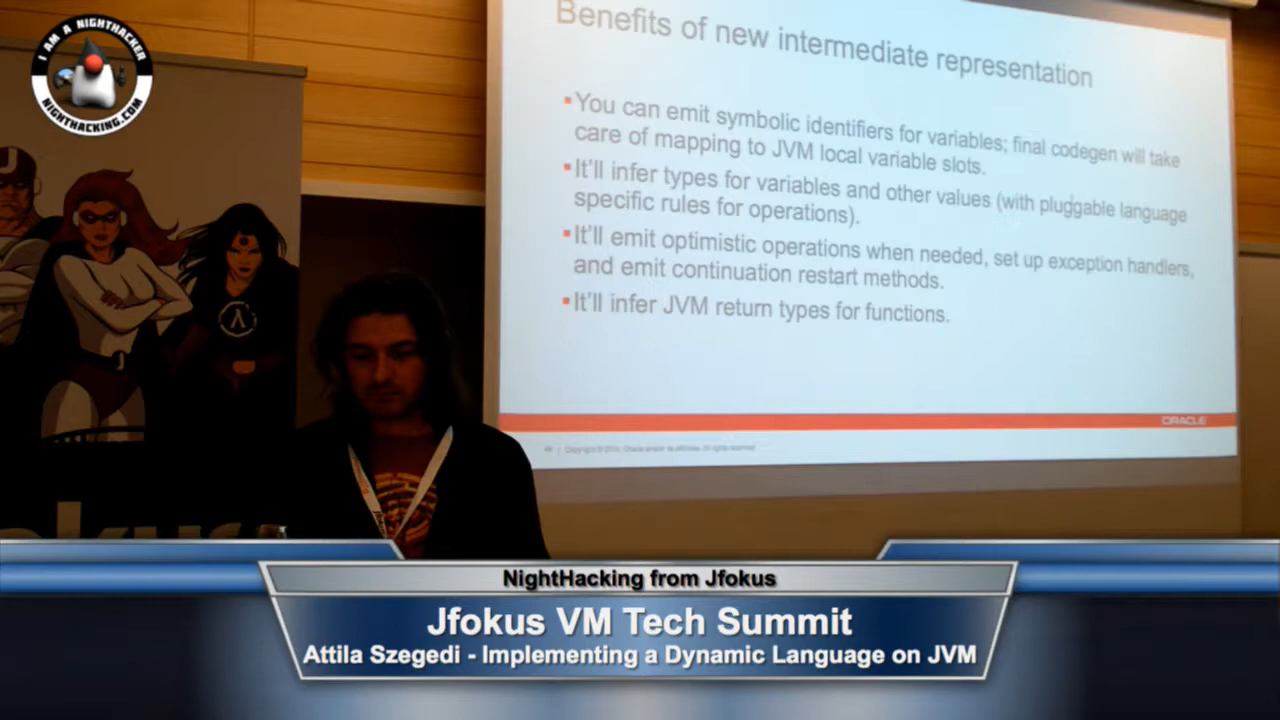 I AM A NIGHTHACKER
NIGHTHACKING.COM
Benefits of new intermediate representation
You can emit symbolic identifiers for variables; final codegen will take
care of mapping to JVM local variable slots.
It'll infer types for variables and other values (with pluggable language
specific rules for operations).
It'll emit optimistic operations when needed, set up exception handlers,
and emit continuation restart methods.
It'll infer JVM return types for functions.
ORACLE
NightHacking from Jfokus
Jfokus VM Tech Summit
Attila Szegedi - Implementing a Dynamic Language on JVM